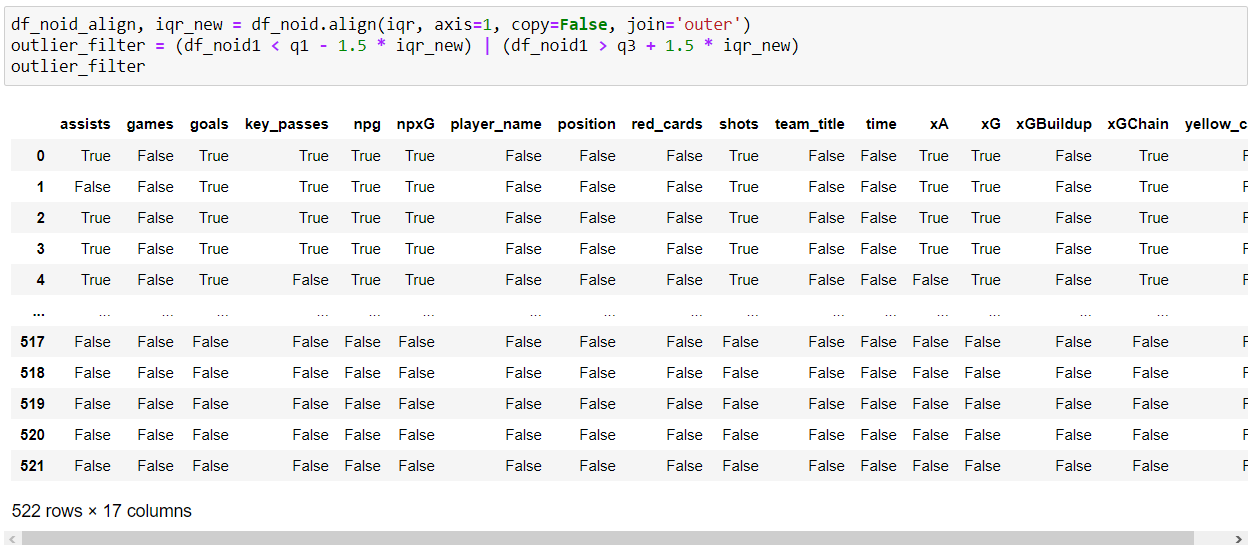 df_noid_align, iqr_new = df_noid.align(iqr, axis=1, copy=False, join='outer')
outlier_filter = (df_noid1 < q1 - 1.5 * iqr_new) | (df_noid1 > q3 + 1.5 * iqr_new)
outlier_filter
assists games goals key_passes npg npxG player_name position red_cards shots team_title time xA xG xGBuildup xGChain yellow_c
0 True False True True True True False False False True False False True True False True F
1 False False True True True True False False False True False False True True False True F
2 True False True True True True False False False True False False True True False True F
3 True False True True True True False False False True False False True True False True F
4 True False True False True True False False False True False False False True False True F
... ... ... ... ... ... ... ... ... ... ... ... ... ... ... ... ...
517 False False False False False False False False False False False False False False False False F
518 False False False False False False False False False False False False False False False False F
519 False False False False False False False False False False False False False False False False F
520 False False False False False False False False False False False False False False False False F
521 False False False False False False False False False False False False False False False False F
522 rows × 17 columns